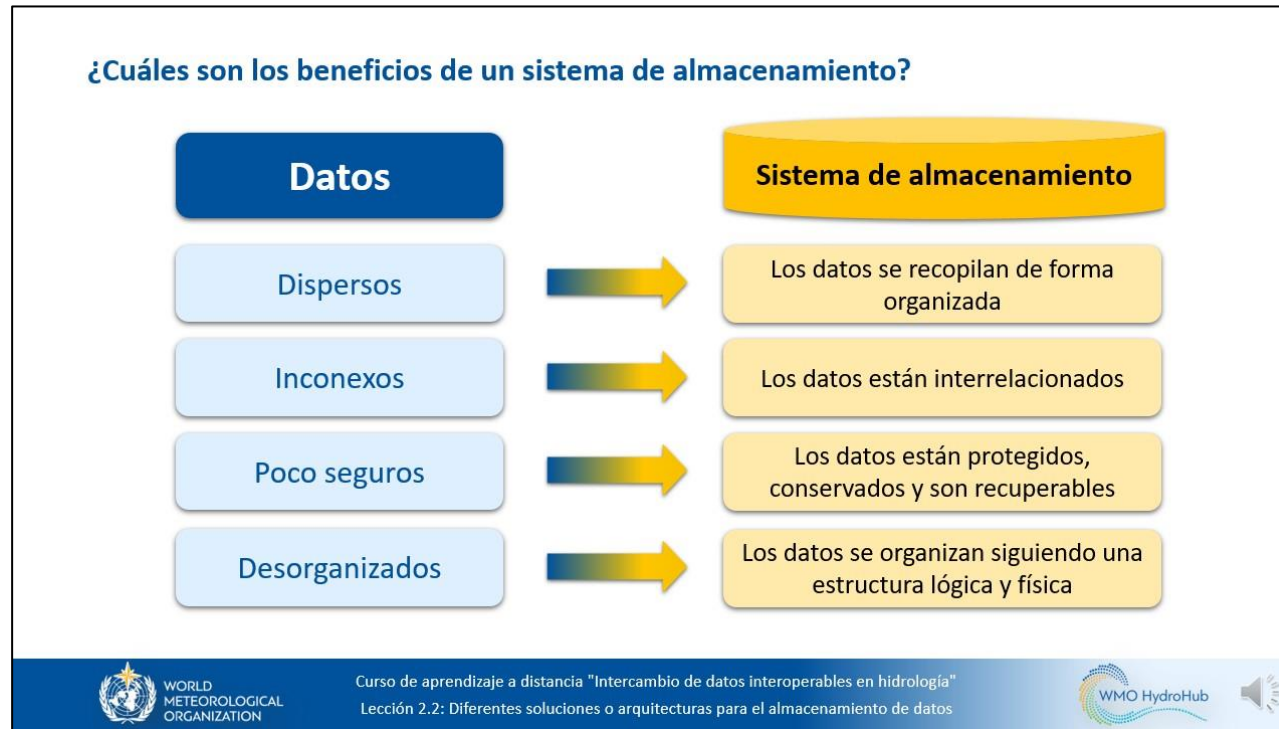 ¿Cuáles son los beneficios de un sistema de almacenamiento?
Datos
Sistema de almacenamiento
Dispersos
Los datos se recopilan de forma
organizada
Inconexos
Los datos están interrelacionados
Poco seguros
Los datos están protegidos,
conservados y son recuperables
Desorganizados
Los datos se organizan siguiendo una
estructura lógica y física
WORLD
METEOROLOGICAL
ORGANIZATION
Curso de aprendizaje a distancia "Intercambio de datos interoperables en hidrología"
Lección 2.2: Diferentes soluciones o arquitecturas para el almacenamiento de datos
WMO HydroHub